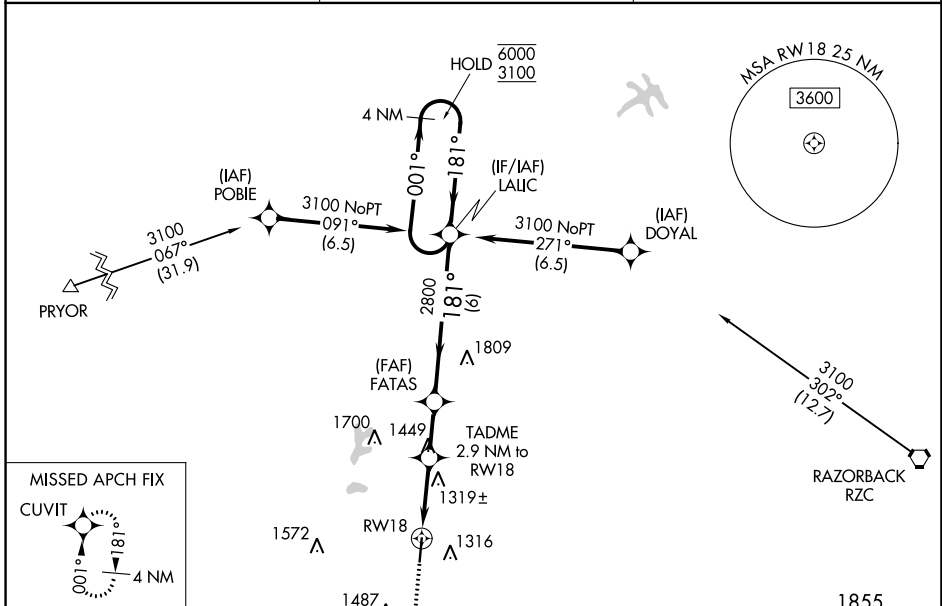 HOLD 6000
3100
4 NM
001°
181°
MSA RW18 25 NM
3600
(IAF)
POBIE
3100 NoPT
091°
(6.5)
(IF/IAF)
LALIC
3100 NoPT
271°
(6.5)
(IAF)
DOYAL
3100
067°
(31.9)
PRYOR
2800
181°
(6)
1809
(FAF)
FATAS
3100
302°
(12.7)
RAZORBACK
RZC
1700
1449
TADME
2.9 NM to
RW18
1319±
MISSED APCH FIX
CUVIT
001°
181°
4 NM
1572
RW18
1316
1487
1855